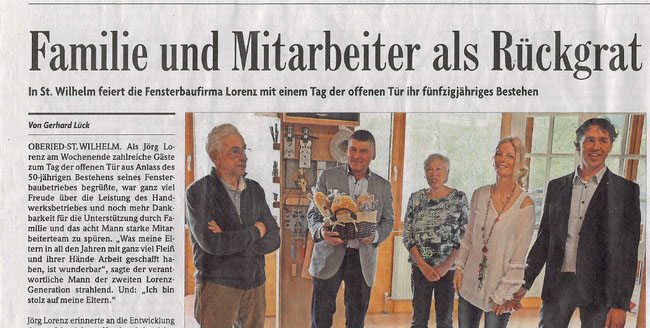 Familie und Mitarbeiter als Rückgrat
In St. Wilhelm feiert die Fensterbaufirma Lorenz mit einem Tag der offenen Tür ihr fünfzigjähriges Bestehen
Von Gerhard Lück
OBERIED-ST. WILHELM. Als Jörg Lo-
renz am Wochenende zahlreiche Gäste
zum Tag der offenen Tür aus Anlass des
50-jährigen Bestehens seines Fenster-
baubetriebes begrüßte, war ganz viel
Freude über die Leistung des Hand-
werksbetriebes und noch mehr Dank-
barkeit für die Unterstützung durch Fa-
milie und das acht Mann starke Mitar-
beiterteam zu spüren. „Was meine El-
tern in all den Jahren mit ganz viel Fleiß
und ihrer Hände Arbeit geschafft ha-
ben, ist wunderbar“, sagte der verant-
wortliche Mann der zweiten Lorenz-
Generation strahlend. Und: „Ich bin
stolz auf meine Eltern.“
Jörg Lorenz erinnerte an die Entwicklung